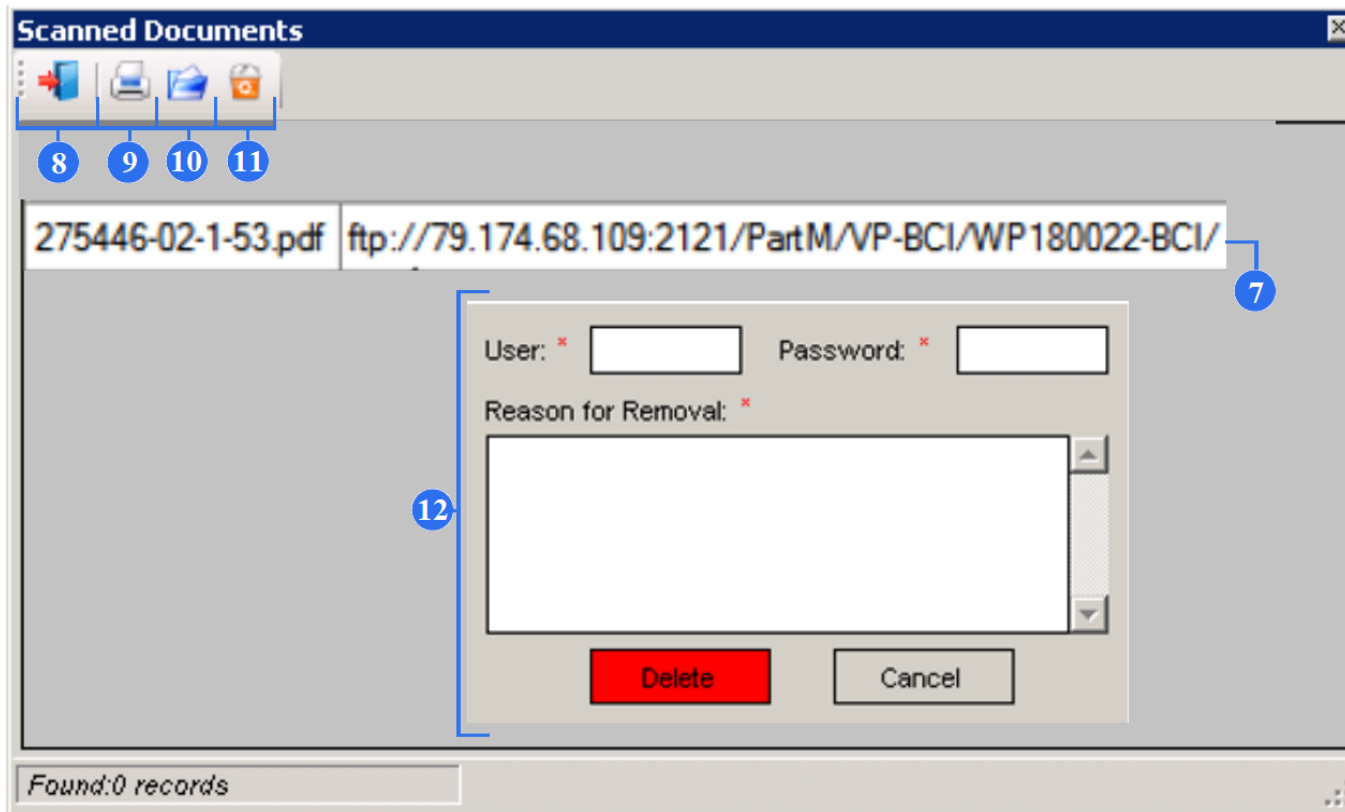 Scanned Documents
8 9 10 11
275446-02-1-53.pdf ftp://79.174.68.109:2121/PartM/VP-BCI/WP180022-BCI/
7
User: * Password: *
Reason for Removal: *
12
Delete Cancel
Found:0 records